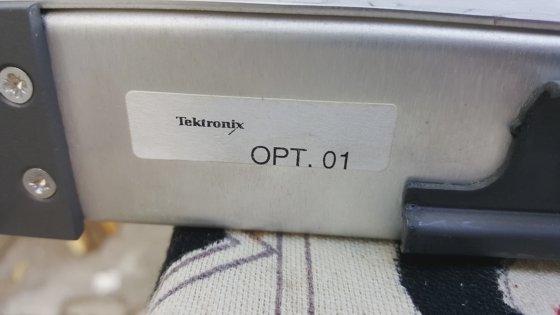 Tektronix
OPT. 01